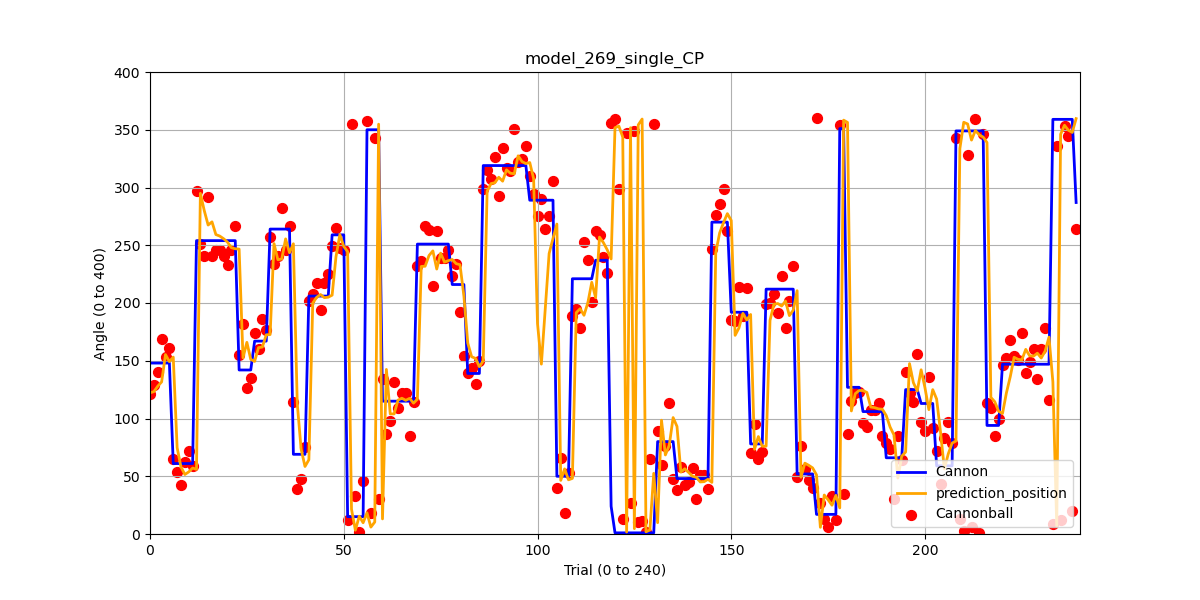 model_269_single_CP
Angle (0 to 400)
400
350
300
250
200
150
100
50
0
0 50 100 150 200
Trial (0 to 240)
Cannon
prediction_position
Cannonball